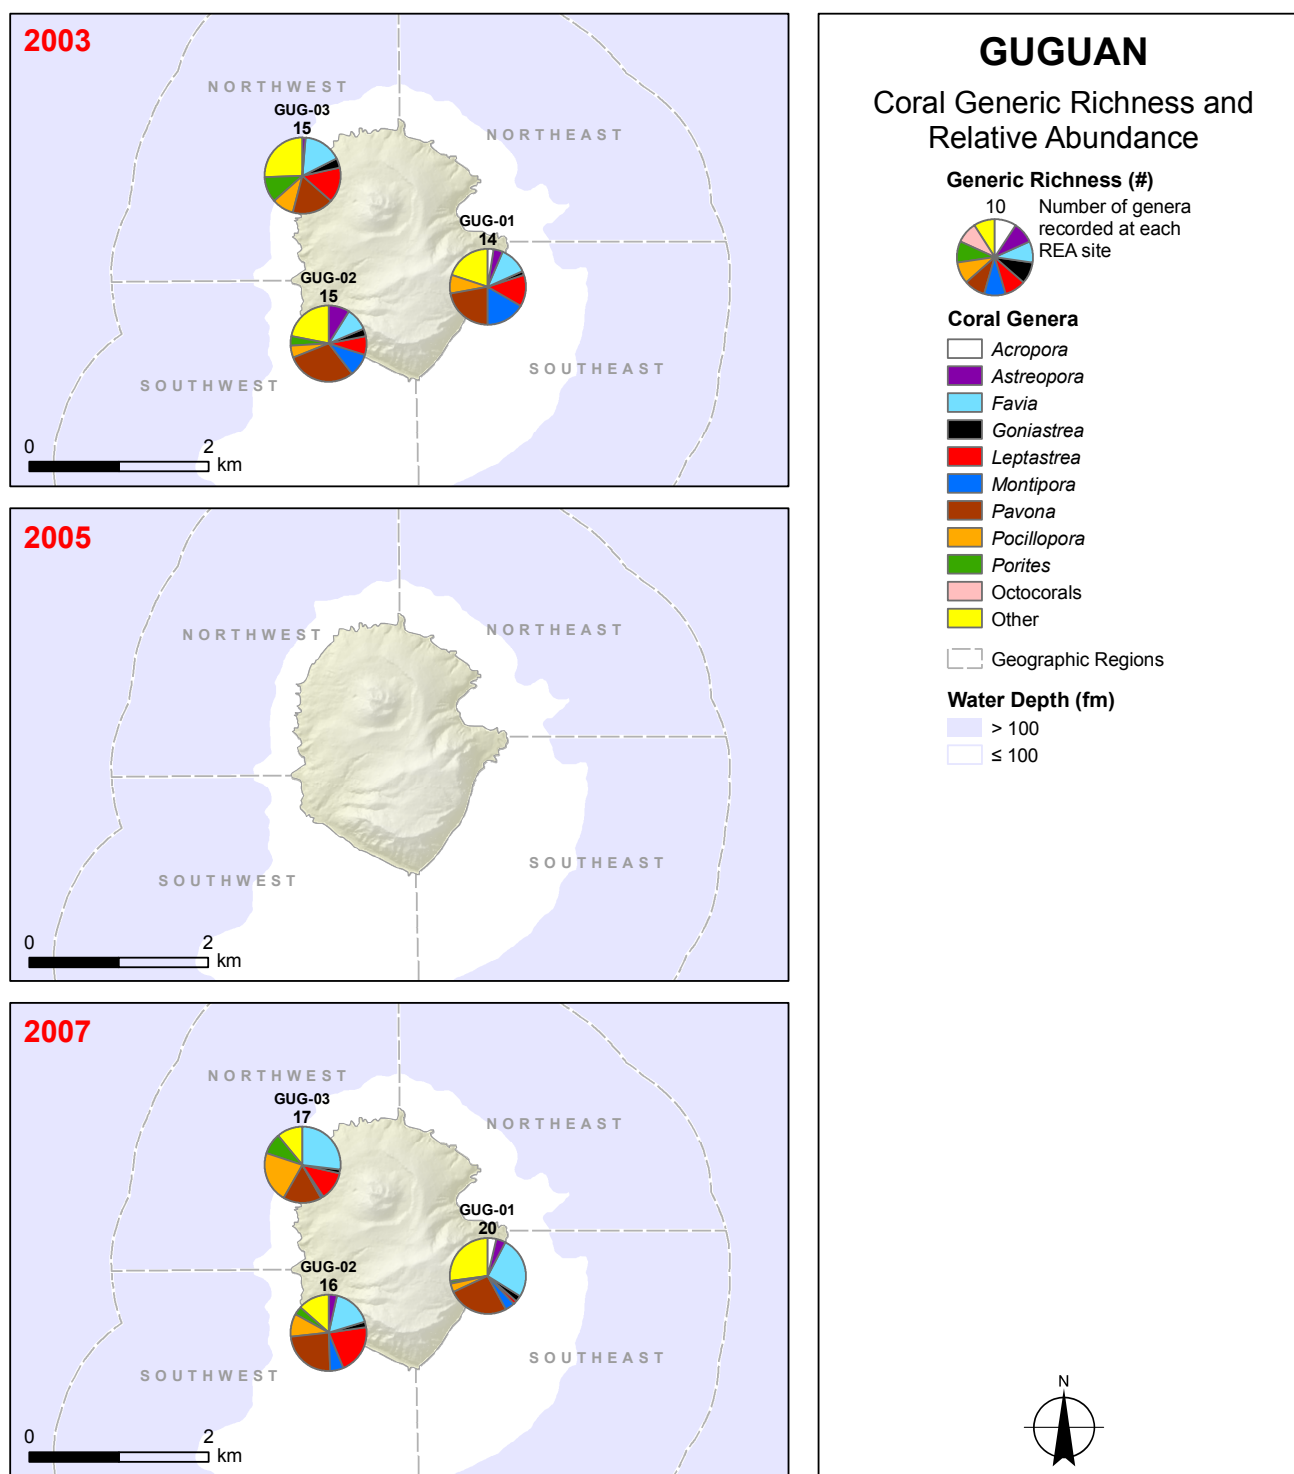 2003
NORTHWEST
GUG-03
15
NORTHEAST
GUG-01
14
GUG-02
15
SOUTHWEST
SOUTHEAST
0 2
km
2005
NORTHWEST
NORTHEAST
SOUTHWEST
SOUTHEAST
0 2
km
2007
NORTHWEST
GUG-03
17
NORTHEAST
GUG-01
20
GUG-02
16
SOUTHWEST
SOUTHEAST
0 2
km
GUGUAN
Coral Generic Richness and
Relative Abundance
Generic Richness (#)
10
Number of genera
recorded at each
REA site
Coral Genera
Acropora
Astreopora
Favia
Goniastrea
Leptastrea
Montipora
Pavona
Pocillopora
Porites
Octocorals
Other
Geographic Regions
Water Depth (fm)
> 100
≤ 100
N